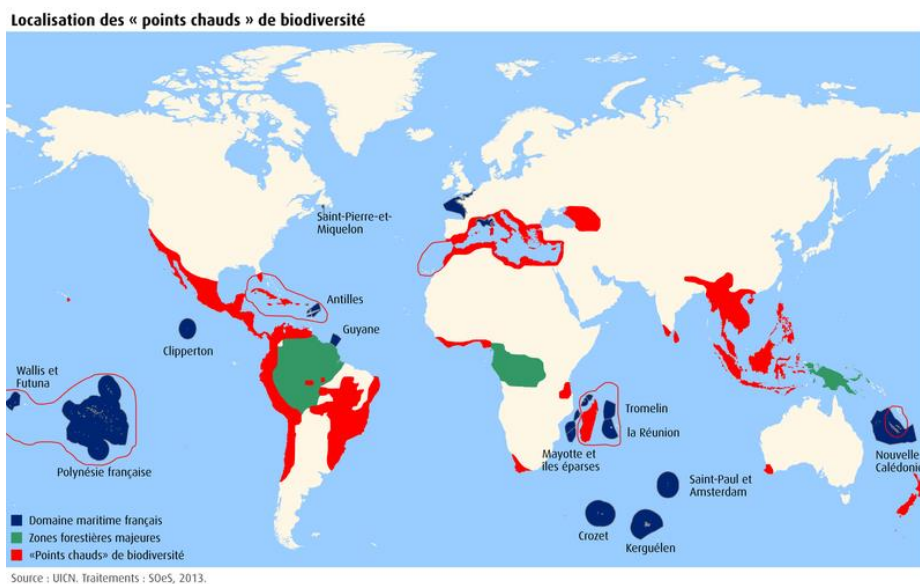 Localisation des « points chauds » de biodiversité
Saint-Pierre-et-
Miquelon
Antilles
Guyane
Clipperton
Wallis et
Futuna
Polynésie française
Tromelin
la Réunion
Mayotte et
îles éparses
Nouvelle
Calédonie
Saint-Paul et
Amsterdam
Crozet
Kerguélen
Domaine maritime français
Zones forestières majeures
«Points chauds» de biodiversité
Source : UICN. Traitements : SOeS, 2013.